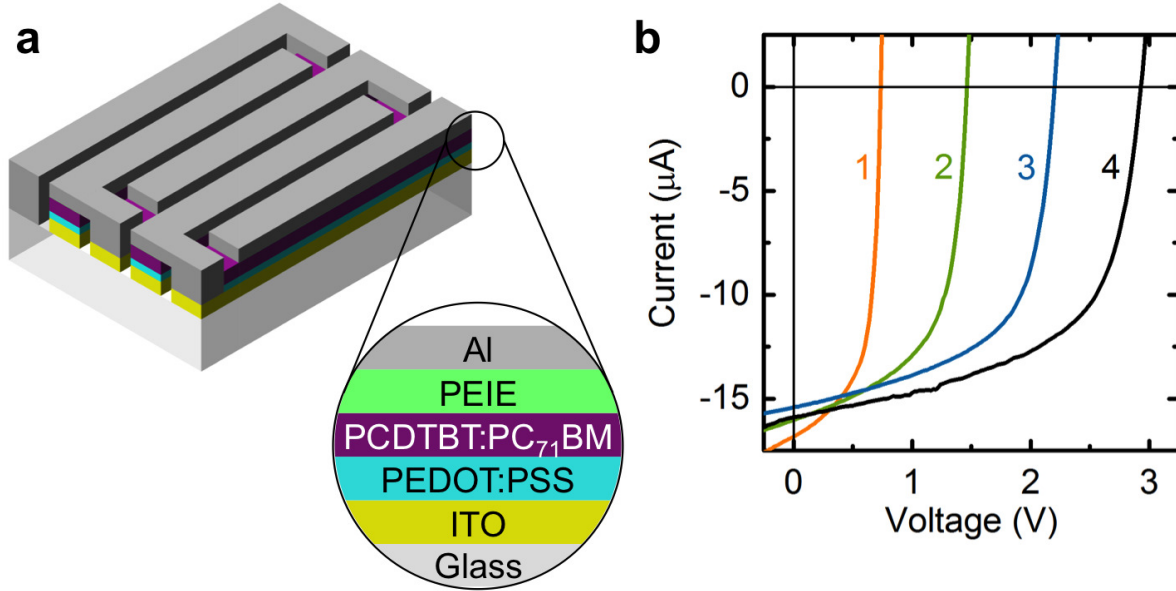 a
Al
PEIE
PCDTBT:PC₇₁BM
PEDOT:PSS
ITO
Glass
b
Current (μA)
0
-5
-10
-15
1
2
3
4
0 1 2 3
Voltage (V)